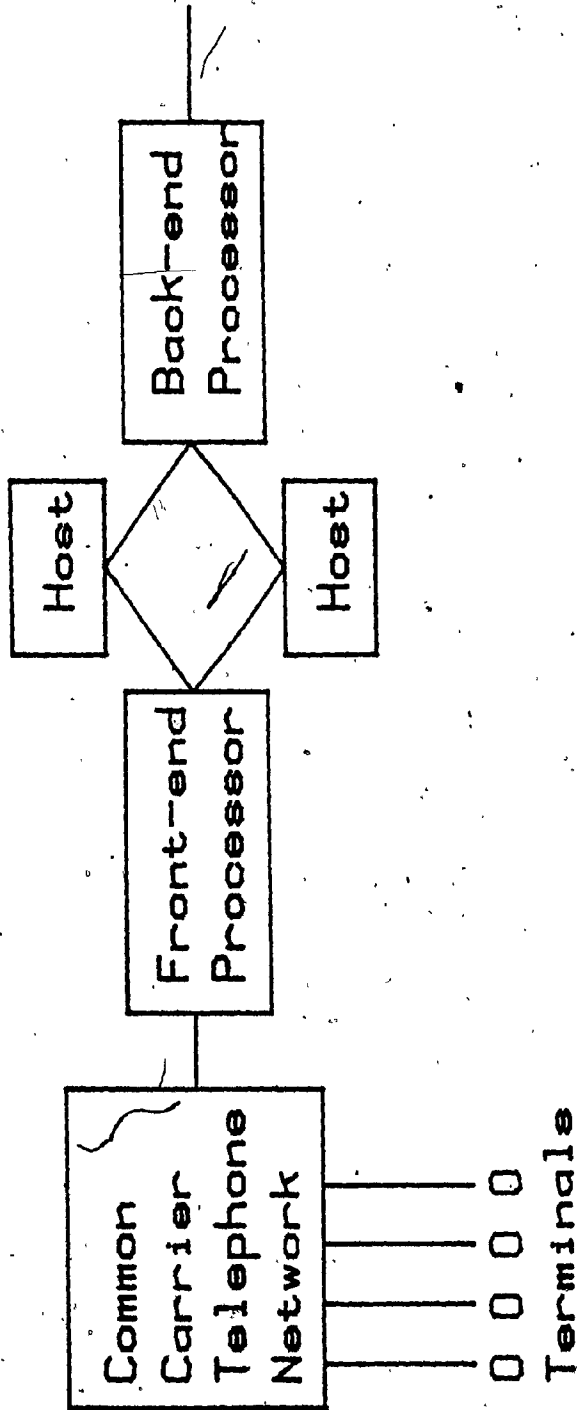 Common
Carrier
Telephone
Network
Front-end
Processor
Host
Host
Back-end
Processor
Terminals